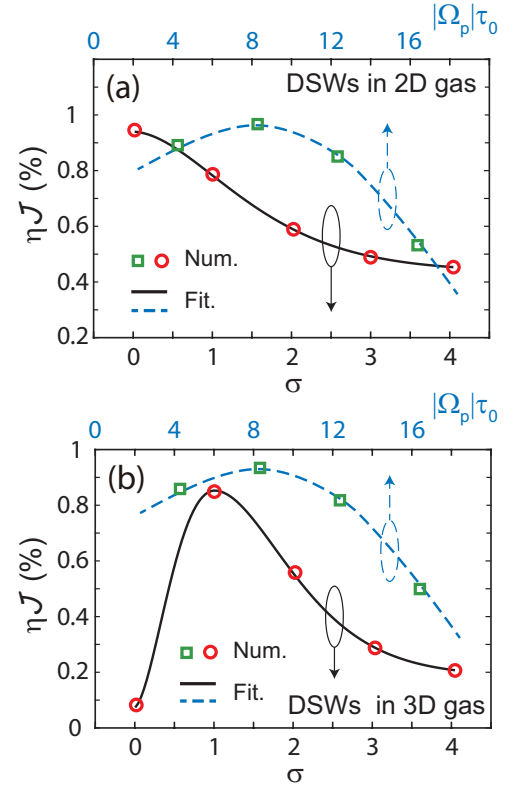 0 4 8 12 16 |Ωₚ|τ₀
(a) DSWs in 2D gas
1
0.8
0.6
0.4
0.2
ηJ (%)
Num.
Fit.
0 1 2 3 4
σ
0 4 8 12 16 |Ωₚ|τ₀
(b)
1
0.8
0.6
0.4
0.2
0
ηJ (%)
Num.
Fit.
DSWs in 3D gas
0 1 2 3 4
σ